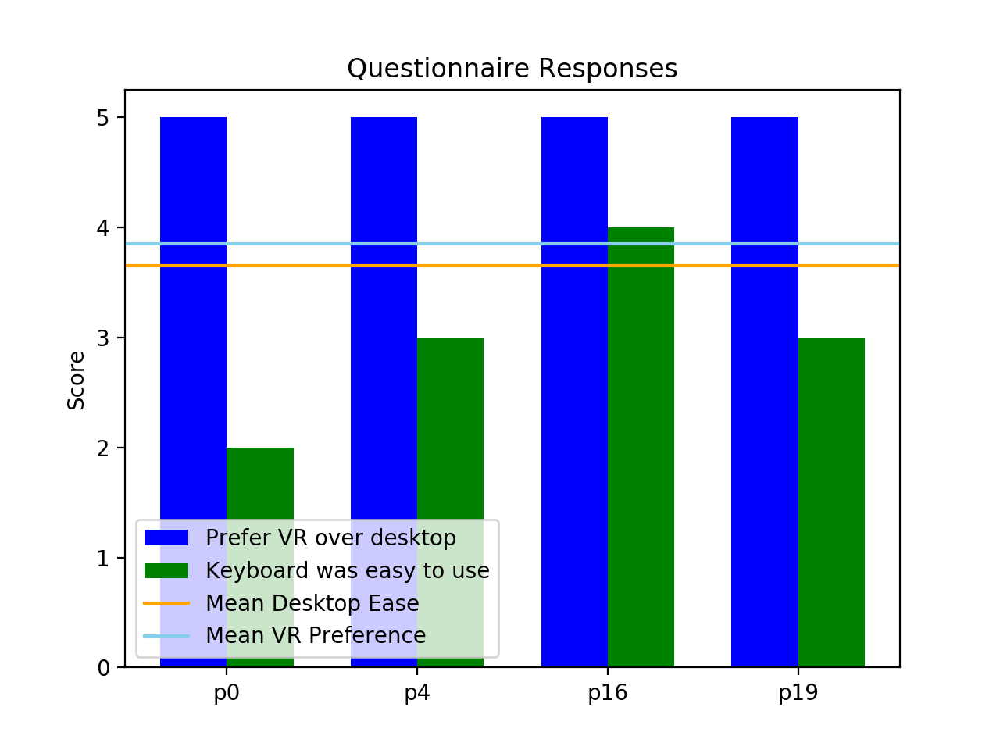 Questionnaire Responses
5
4
3
2
1
0
Score
Prefer VR over desktop
Keyboard was easy to use
Mean Desktop Ease
Mean VR Preference
p0 p4 p16 p19